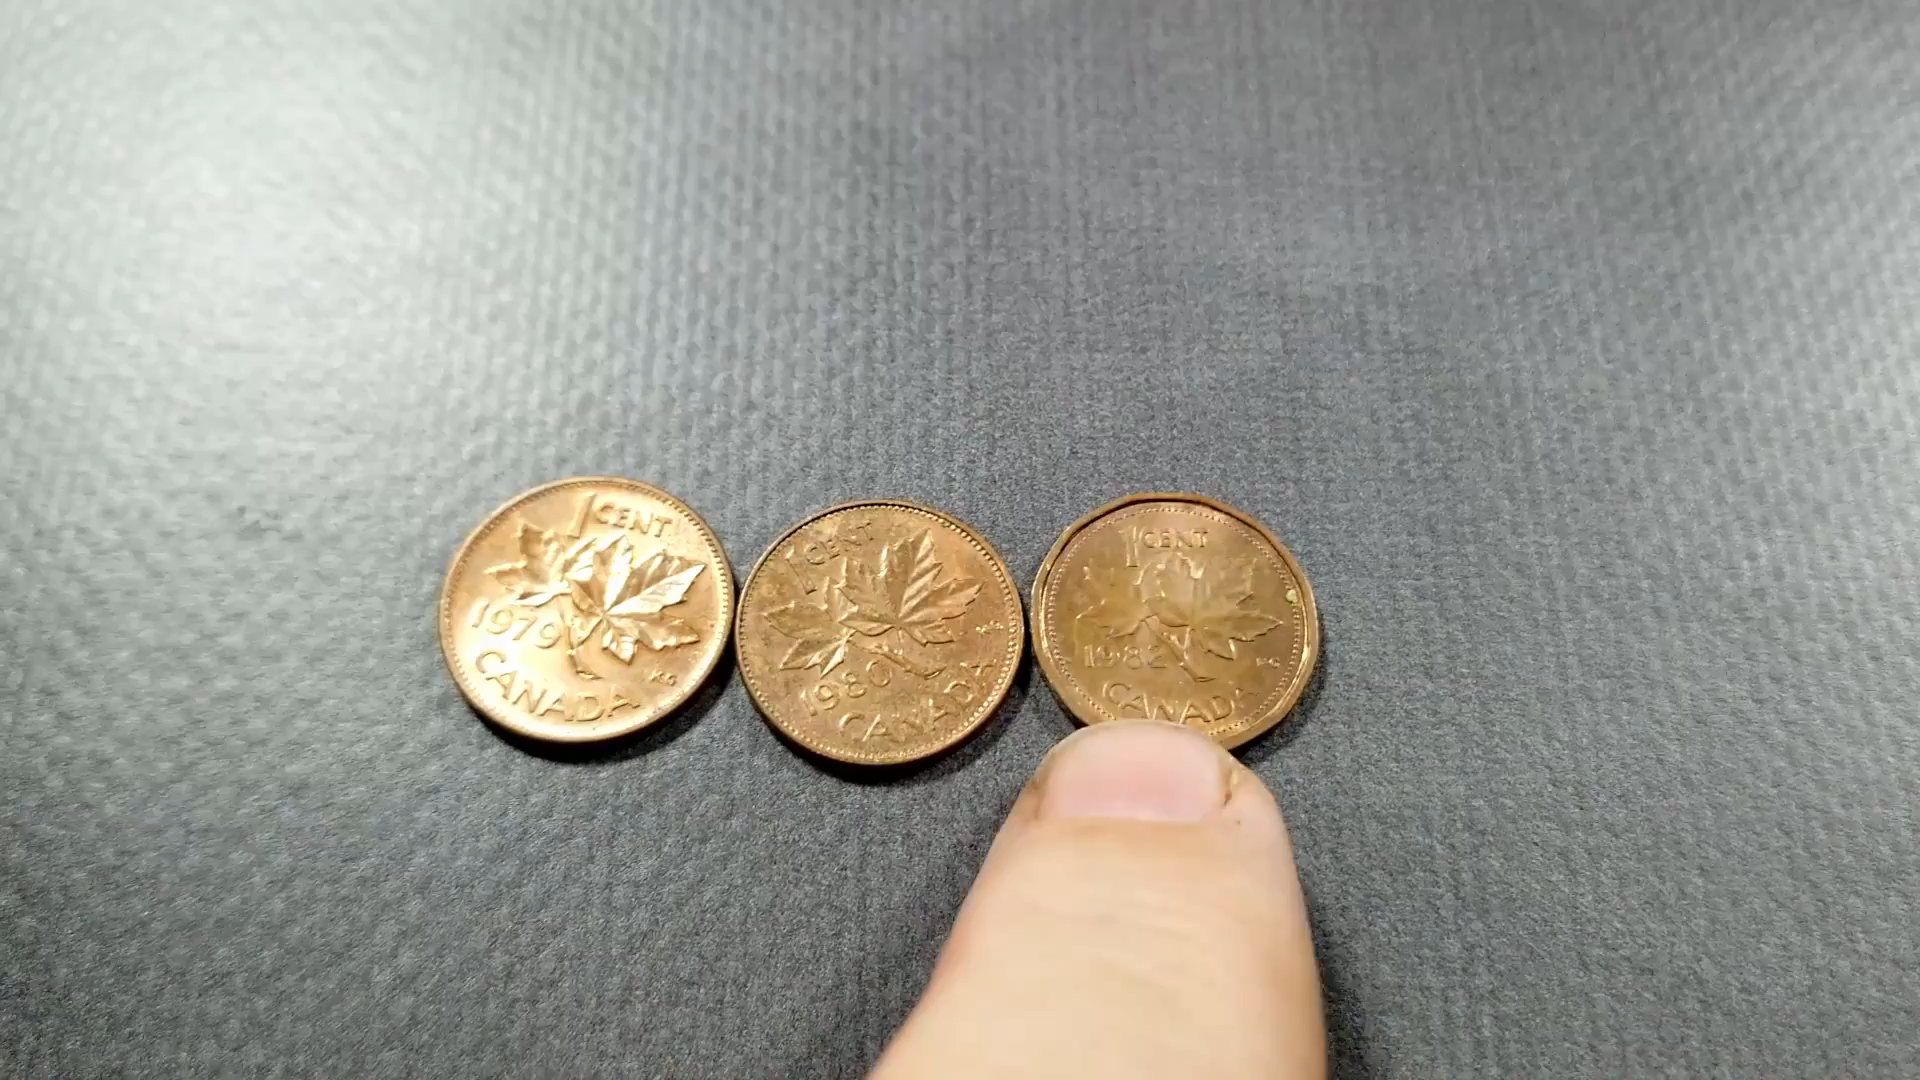 1 CENT
1979
CANADA
KG
1 CENT
1980
CANADA
KG
1 CENT
1982
CANADA
KG